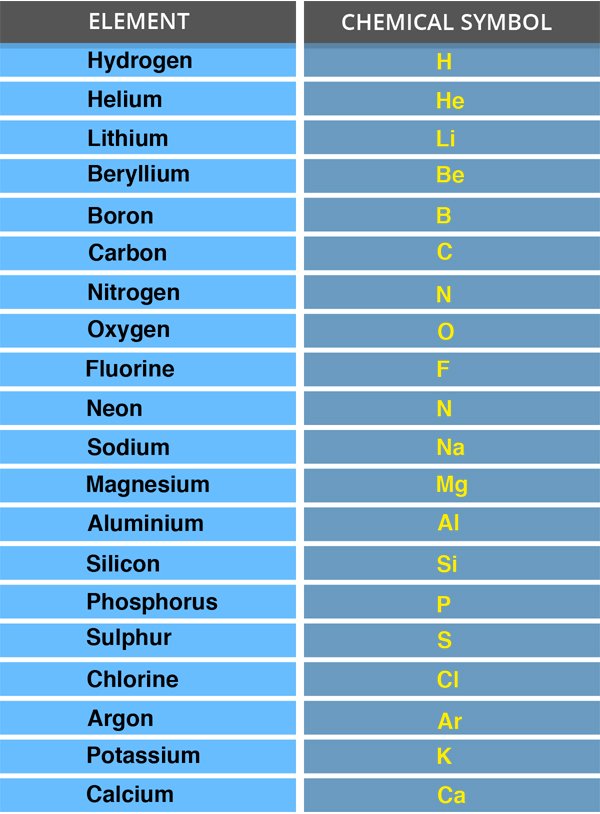 ELEMENT CHEMICAL SYMBOL
Hydrogen H
Helium He
Lithium Li
Beryllium Be
Boron B
Carbon C
Nitrogen N
Oxygen O
Fluorine F
Neon N
Sodium Na
Magnesium Mg
Aluminium Al
Silicon Si
Phosphorus P
Sulphur S
Chlorine Cl
Argon Ar
Potassium K
Calcium Ca